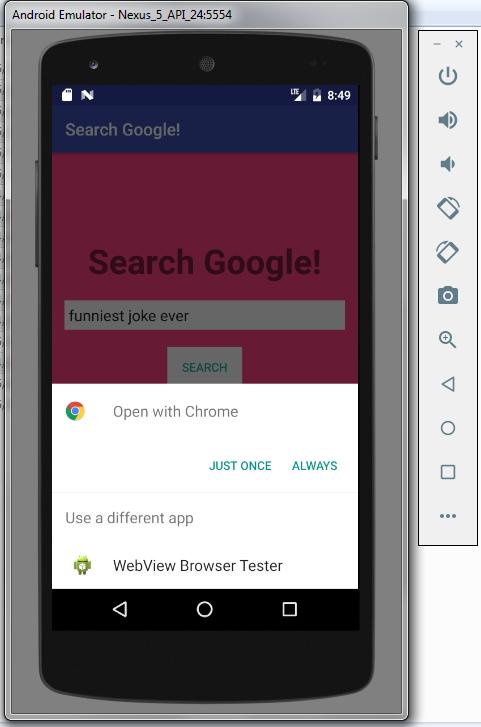 Android Emulator - Nexus_5_API_24:5554
LTE 8:49
Search Google!
Search Google!
funniest joke ever
SEARCH
Open with Chrome
JUST ONCE ALWAYS
Use a different app
WebView Browser Tester